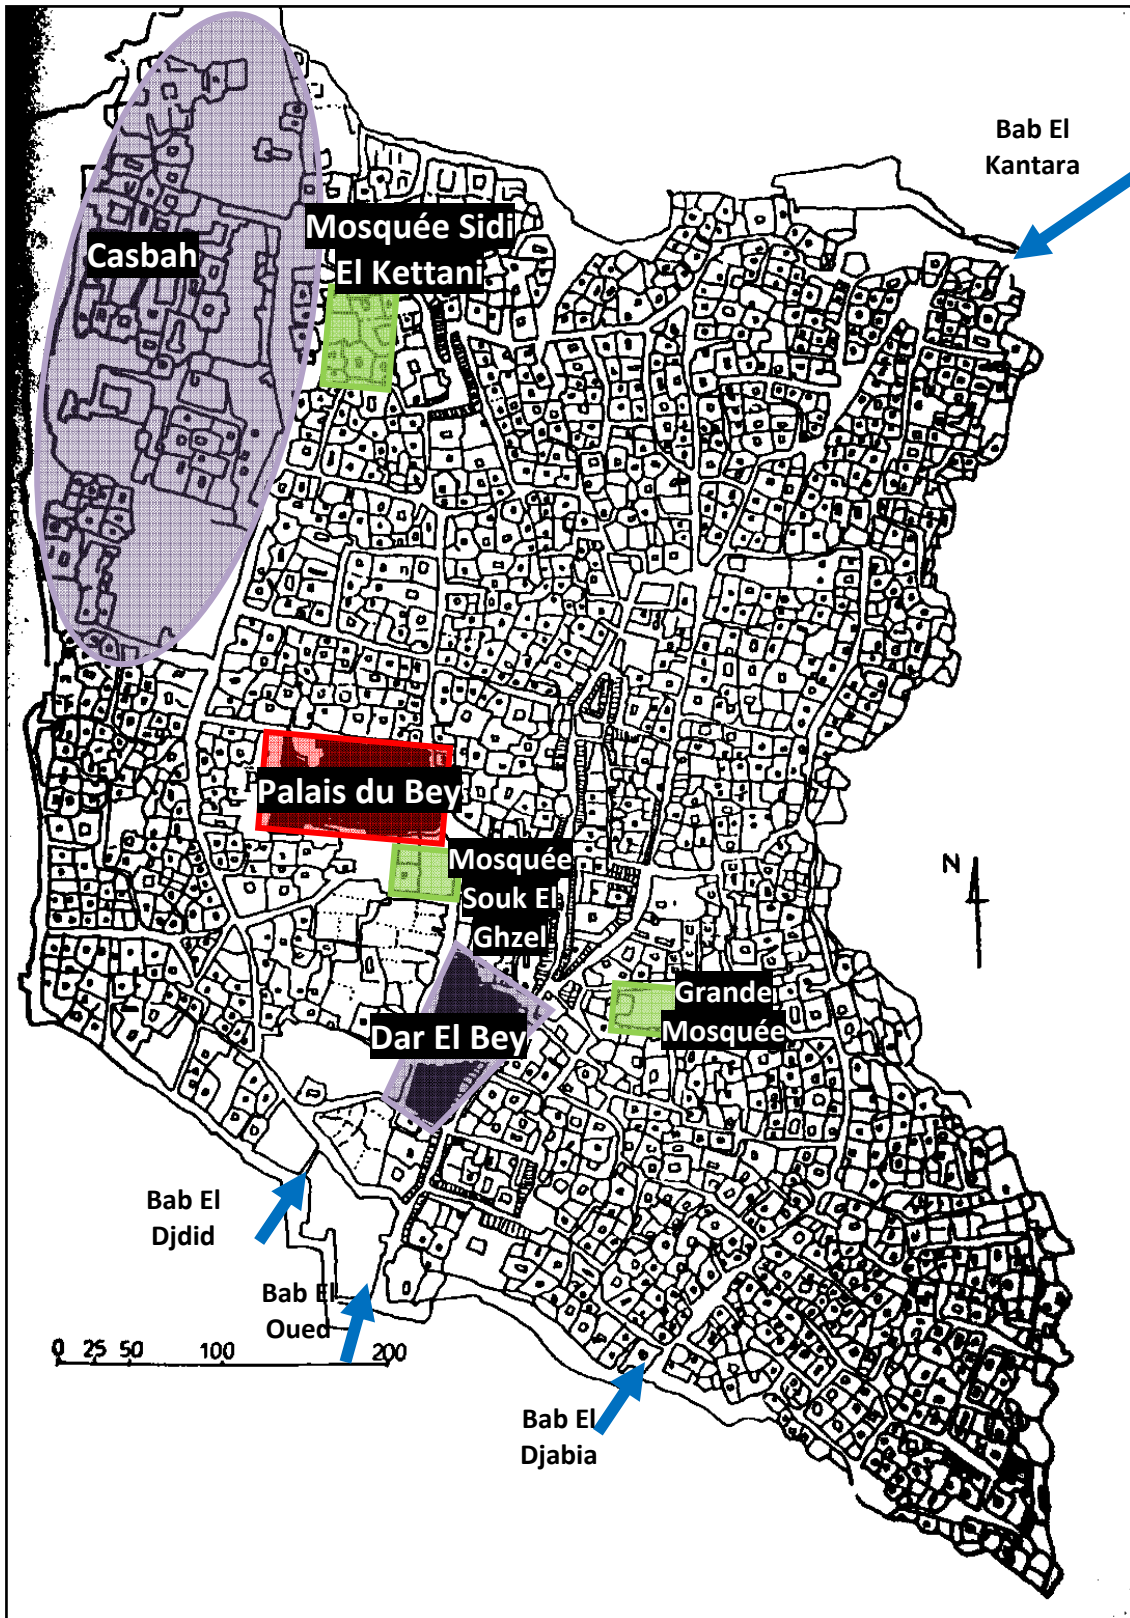 Bab El
Kantara
Mosquée Sidi
El Kettani
Casbah
Palais du Bey
Mosquée
Souk El
Ghzel
N
Grande
Mosquée
Dar El Bey
Bab El
Djdid
Bab El
Oued
0 25 50 100 200
Bab El
Djabia